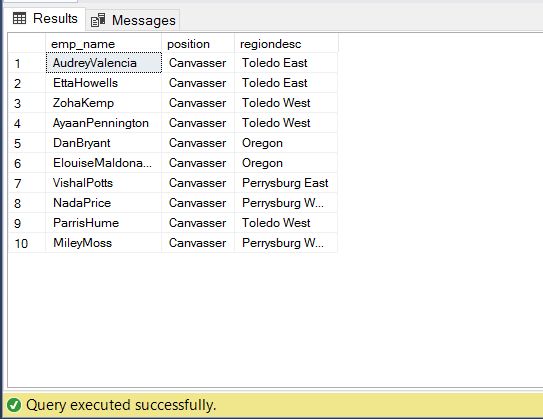 Results Messages
emp_name position regiondesc
1 AudreyValencia Canvasser Toledo East
2 EttaHowells Canvasser Toledo East
3 ZohaKemp Canvasser Toledo West
4 AyaanPennington Canvasser Toledo West
5 DanBryant Canvasser Oregon
6 ElouiseMaldona... Canvasser Oregon
7 VishalPotts Canvasser Perrysburg East
8 NadaPrice Canvasser Perrysburg W...
9 ParrisHume Canvasser Toledo West
10 MileyMoss Canvasser Perrysburg W...
Query executed successfully.